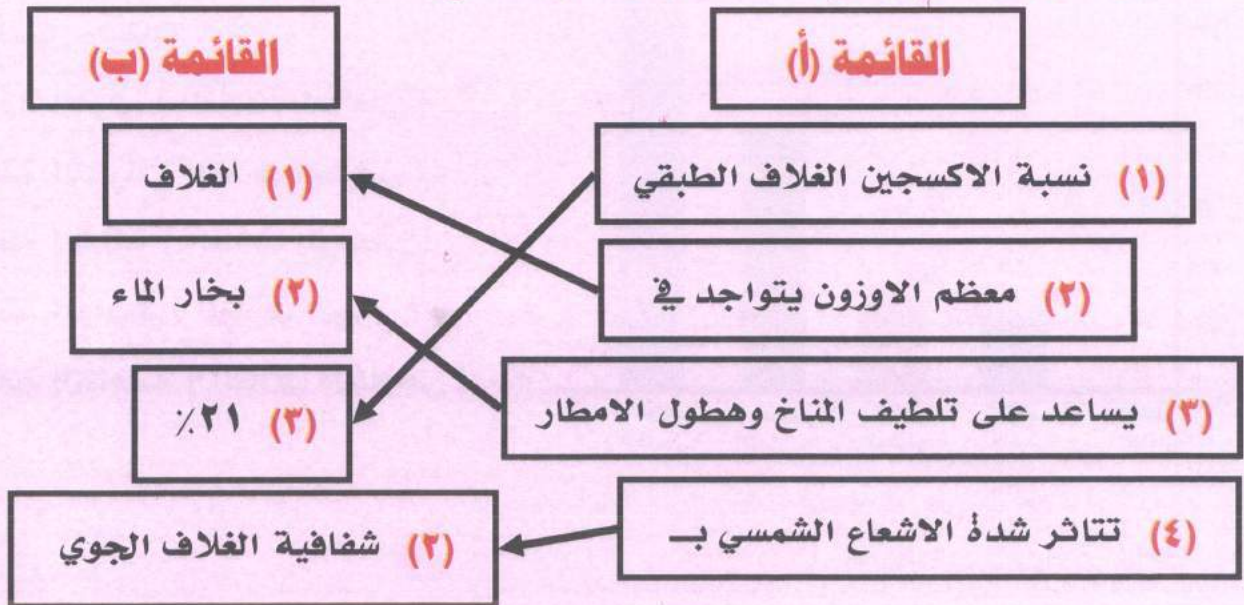 القائمة (أ)
القائمة (ب)
(١) نسبة الاكسجين الغلاف الطبقي
(١) الغلاف
(٢) معظم الاوزون يتواجد في
(٢) بخار الماء
(٣) يساعد على تلطيف المناخ وهطول الامطار
(٣) ٢١٪
(٤) تتاثر شدة الاشعاع الشمسي بـ
(٢) شفافية الغلاف الجوي